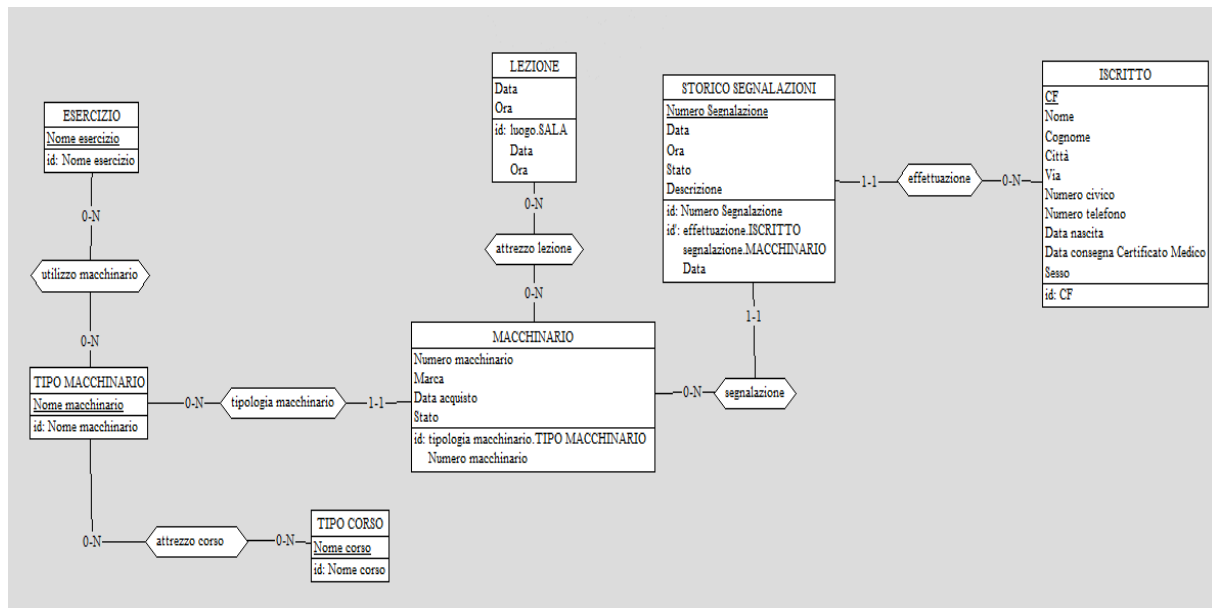 LEZIONE
Data
Ora
id: luogo.SALA
Data
Ora
STORICO SEGNALAZIONI
Numero Segnalazione
Data
Ora
Stato
Descrizione
id: Numero Segnalazione
id': effettuazione.ISCRITTO
segnalazione.MACCHINARIO
Data
ISCRITTO
CF
Nome
Cognome
Città
Via
Numero civico
Numero telefono
Data nascita
Data consegna Certificato Medico
Sesso
id: CF
ESERCIZIO
Nome esercizio
id: Nome esercizio
1-1
effettuazione
0-N
0-N
0-N
utilizzo macchinario
attrezzo lezione
0-N
0-N
1-1
TIPO MACCHINARIO
Nome macchinario
id: Nome macchinario
0-N
tipologia macchinario
1-1
MACCHINARIO
Numero macchinario
Marca
Data acquisto
Stato
id: tipologia macchinario.TIPO MACCHINARIO
Numero macchinario
0-N
segnalazione
0-N
attrezzo corso
0-N
TIPO CORSO
Nome corso
id: Nome corso